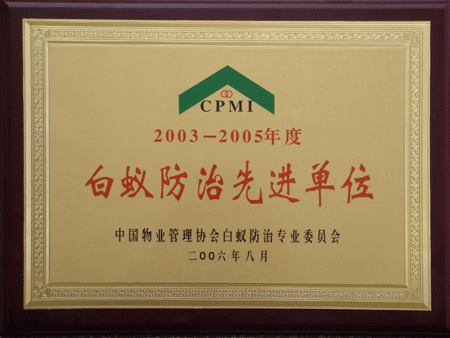 CPMI
2003-2005年度
白蚁防治先进单位
中国物业管理协会白蚁防治专业委员会
二00六年八月